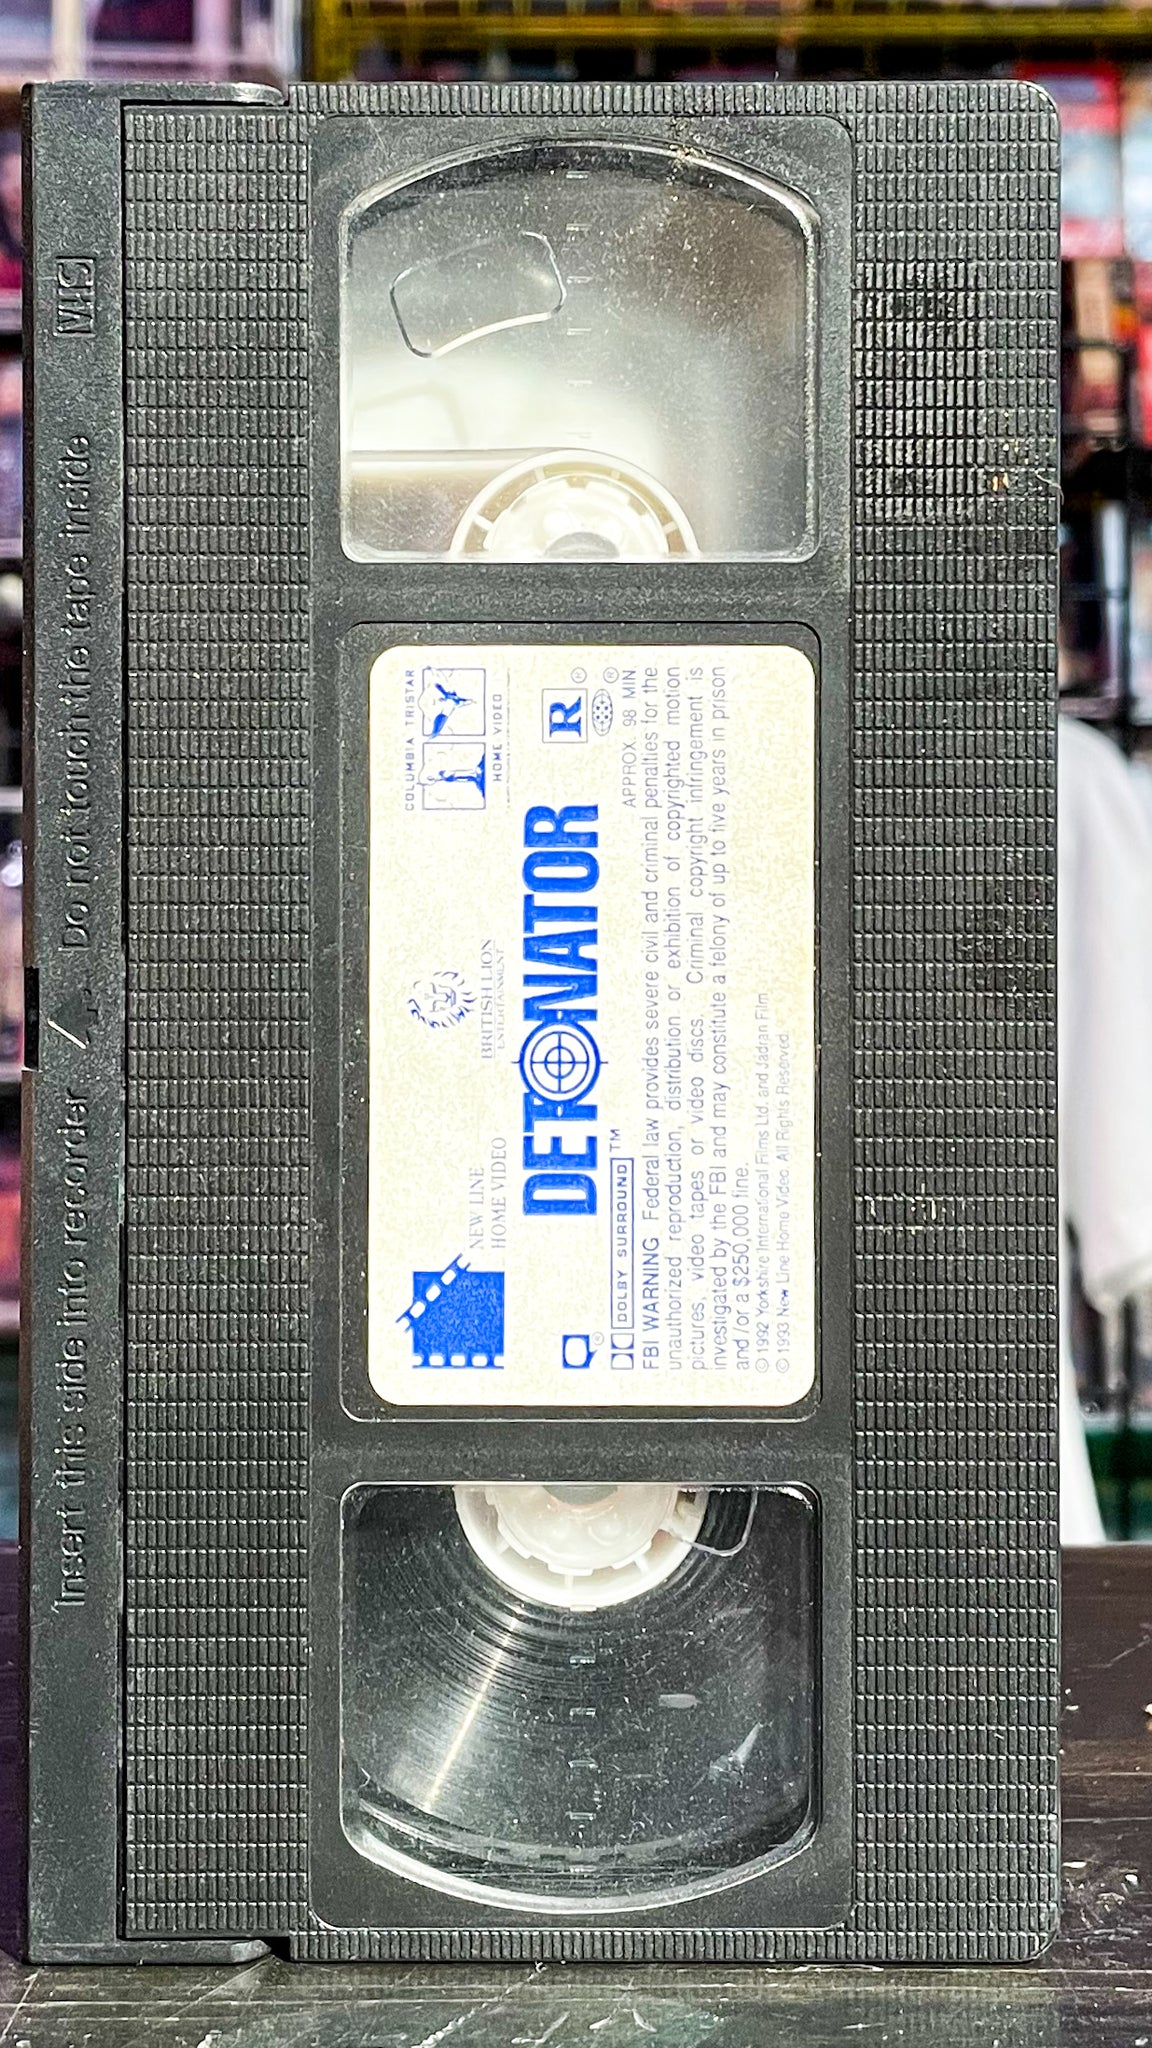 VHS
Insert this side into recorder / Do not touch the tape inside
NEW LINE
HOME VIDEO
BRITISH LION
ENTERTAINMENT
COLUMBIA TRISTAR
HOME VIDEO
DETONATOR
R ®
®
®
DOLBY SURROUND ™
APPROX. 98 MIN.
FBI WARNING Federal law provides severe civil and criminal penalties for the
unauthorized reproduction, distribution or exhibition of copyrighted motion
pictures, video tapes or video discs. Criminal copyright infringement is
investigated by the FBI and may constitute a felony of up to five years in prison
and/or a $250,000 fine.
© 1992 Yorkshire International Films Ltd. and Jadran Film.
© 1993 New Line Home Video. All Rights Reserved.